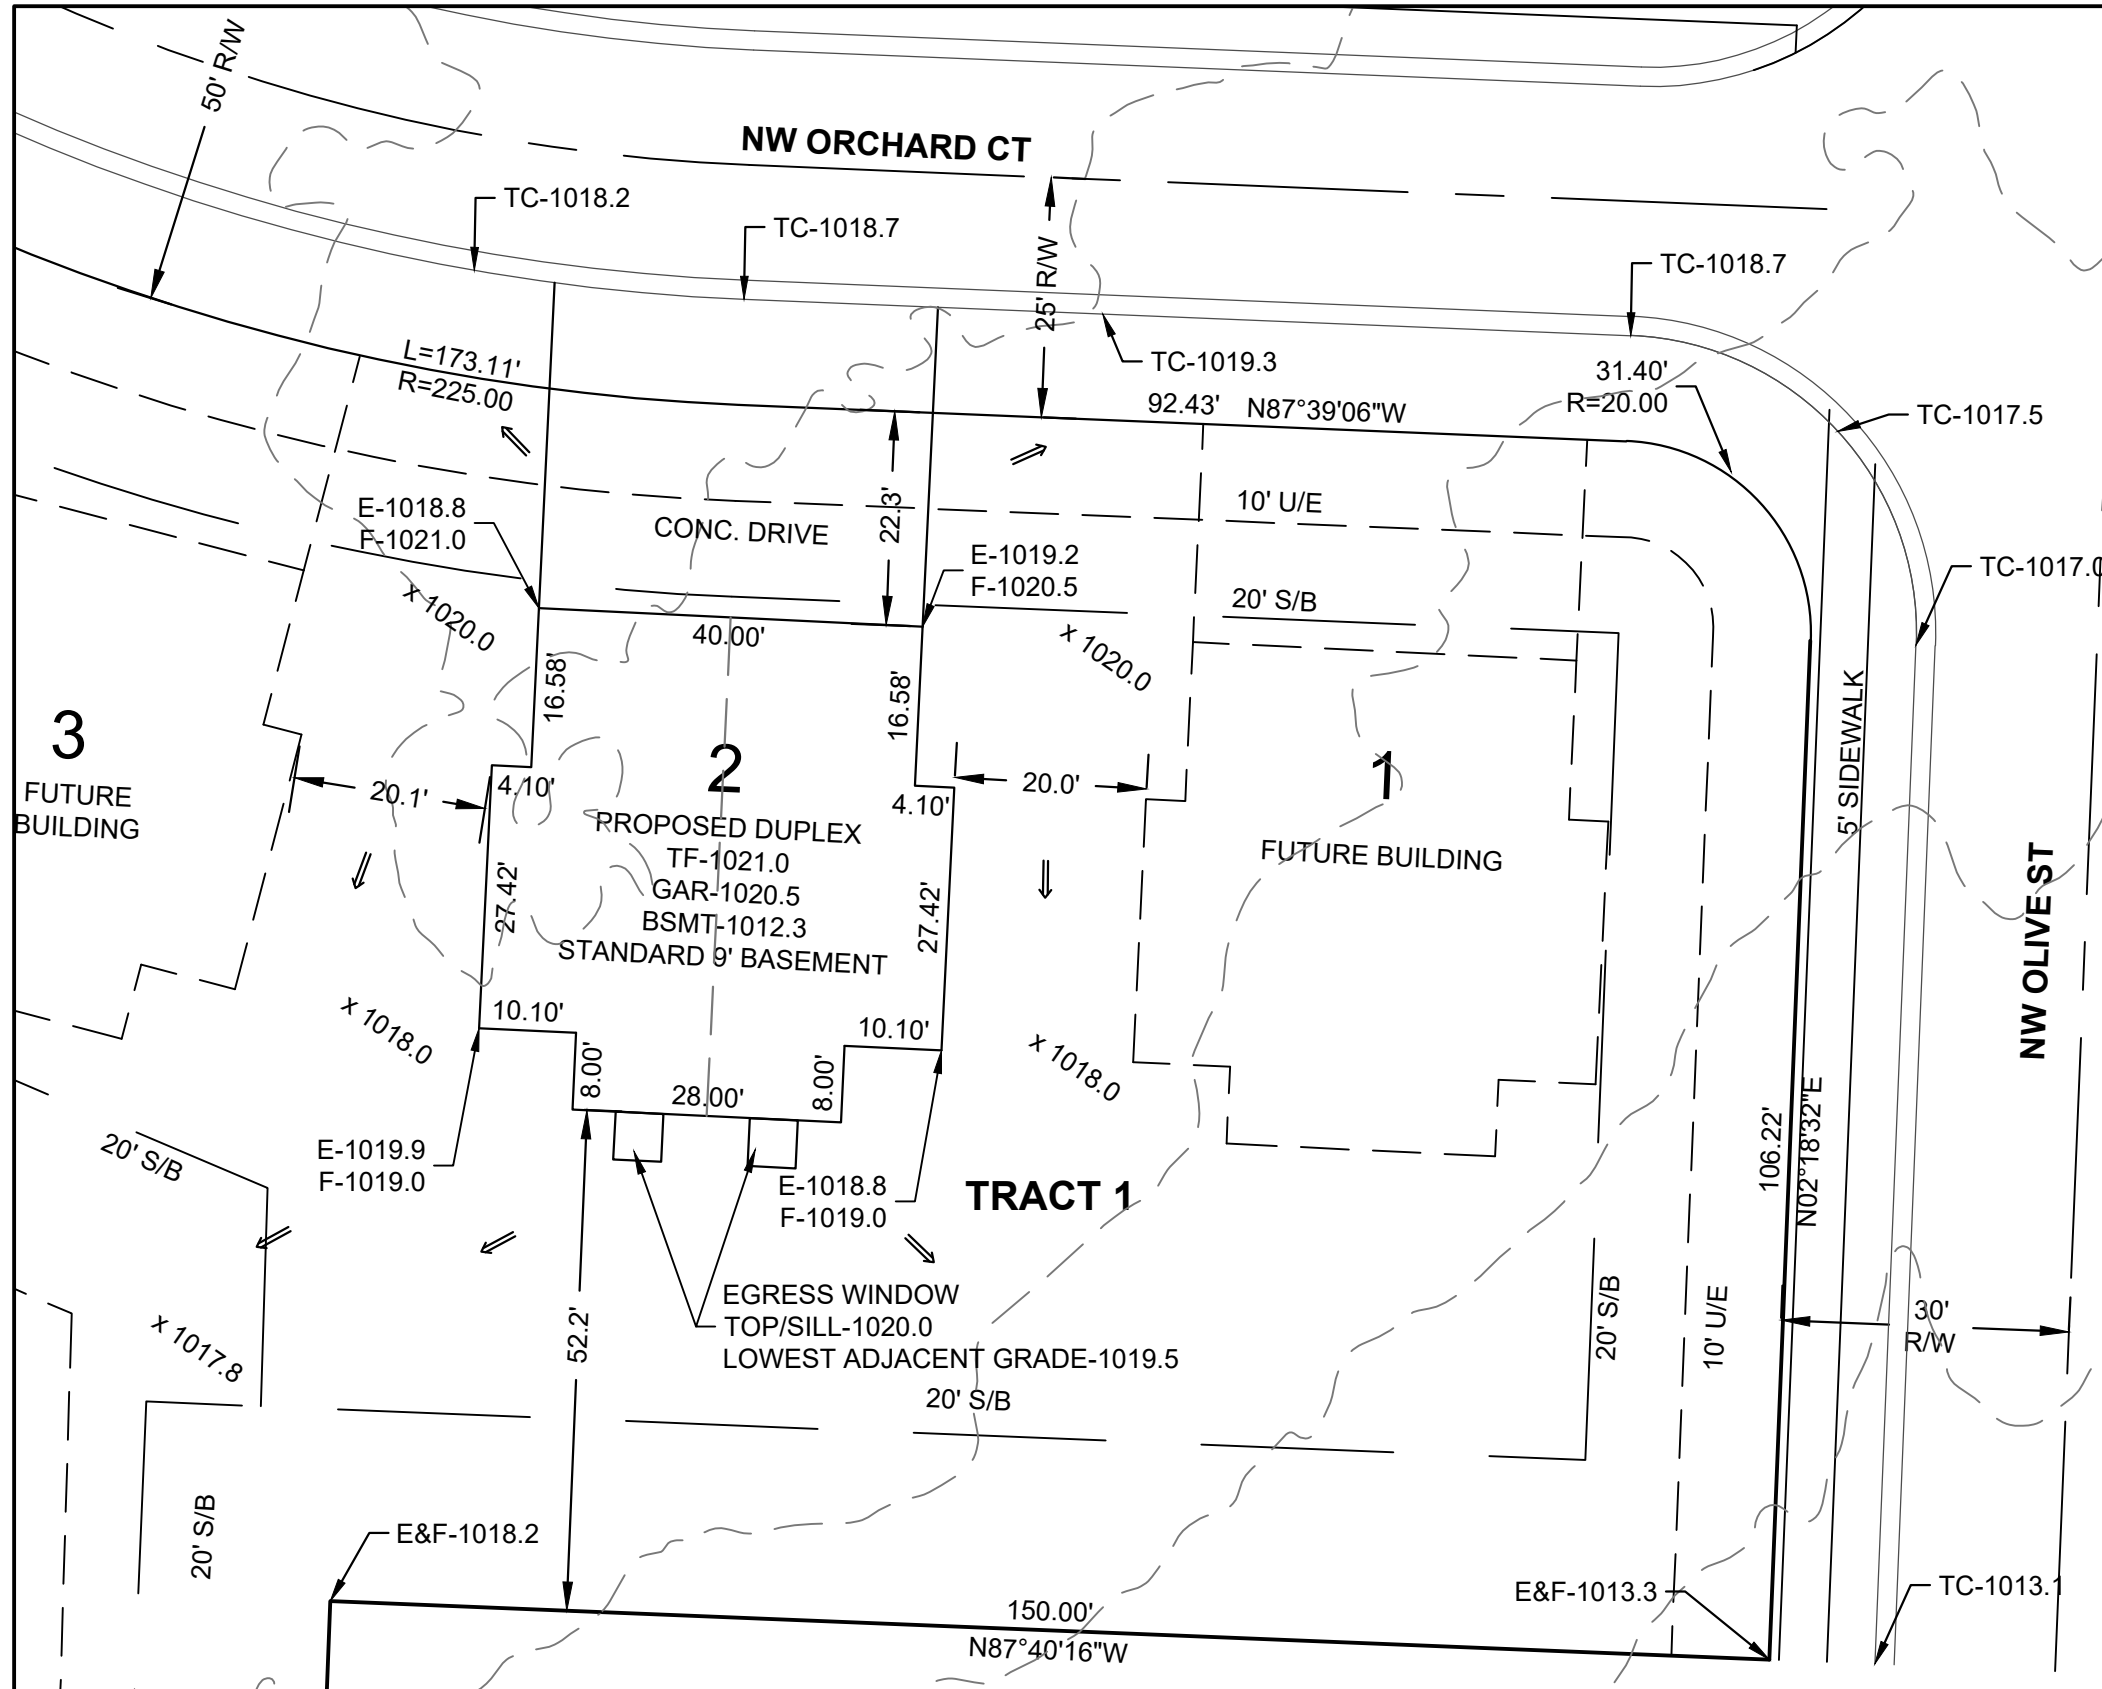 50' R/W
NW ORCHARD CT
TC-1018.2
TC-1018.7
25' R/W
TC-1018.7
TC-1019.3
L=173.11'
R=225.00
92.43' N87°39'06"W
31.40'
R=20.00
TC-1017.5
E-1018.8
F-1021.0
CONC. DRIVE
22.3'
10' U/E
E-1019.2
F-1020.5
TC-1017.0
x 1020.0
40.00'
x 1020.0
20' S/B
16.58'
16.58'
5' SIDEWALK
3
FUTURE
BUILDING
20.1'
4.10'
2
PROPOSED DUPLEX
TF-1021.0
GAR-1020.5
BSMT-1012.3
STANDARD 9' BASEMENT
4.10'
20.0'
1
FUTURE BUILDING
27.42'
27.42'
NW OLIVE ST
x 1018.0
10.10'
10.10'
x 1018.0
8.00'
28.00'
8.00'
106.22'
N02°18'32"E
20' S/B
E-1019.9
F-1019.0
E-1018.8
F-1019.0
TRACT 1
EGRESS WINDOW
TOP/SILL-1020.0
LOWEST ADJACENT GRADE-1019.5
x 1017.8
52.2'
20' S/B
20' S/B
10' U/E
30'
R/W
20' S/B
E&F-1018.2
150.00'
N87°40'16"W
E&F-1013.3
TC-1013.1